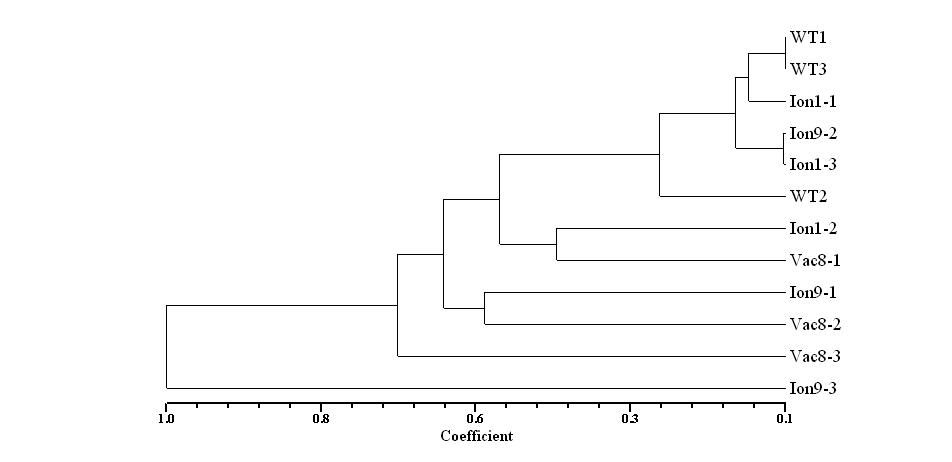 WT1
WT3
Ion1-1
Ion9-2
Ion1-3
WT2
Ion1-2
Vac8-1
Ion9-1
Vac8-2
Vac8-3
Ion9-3
1.0 0.8 0.6 0.3 0.1
Coefficient